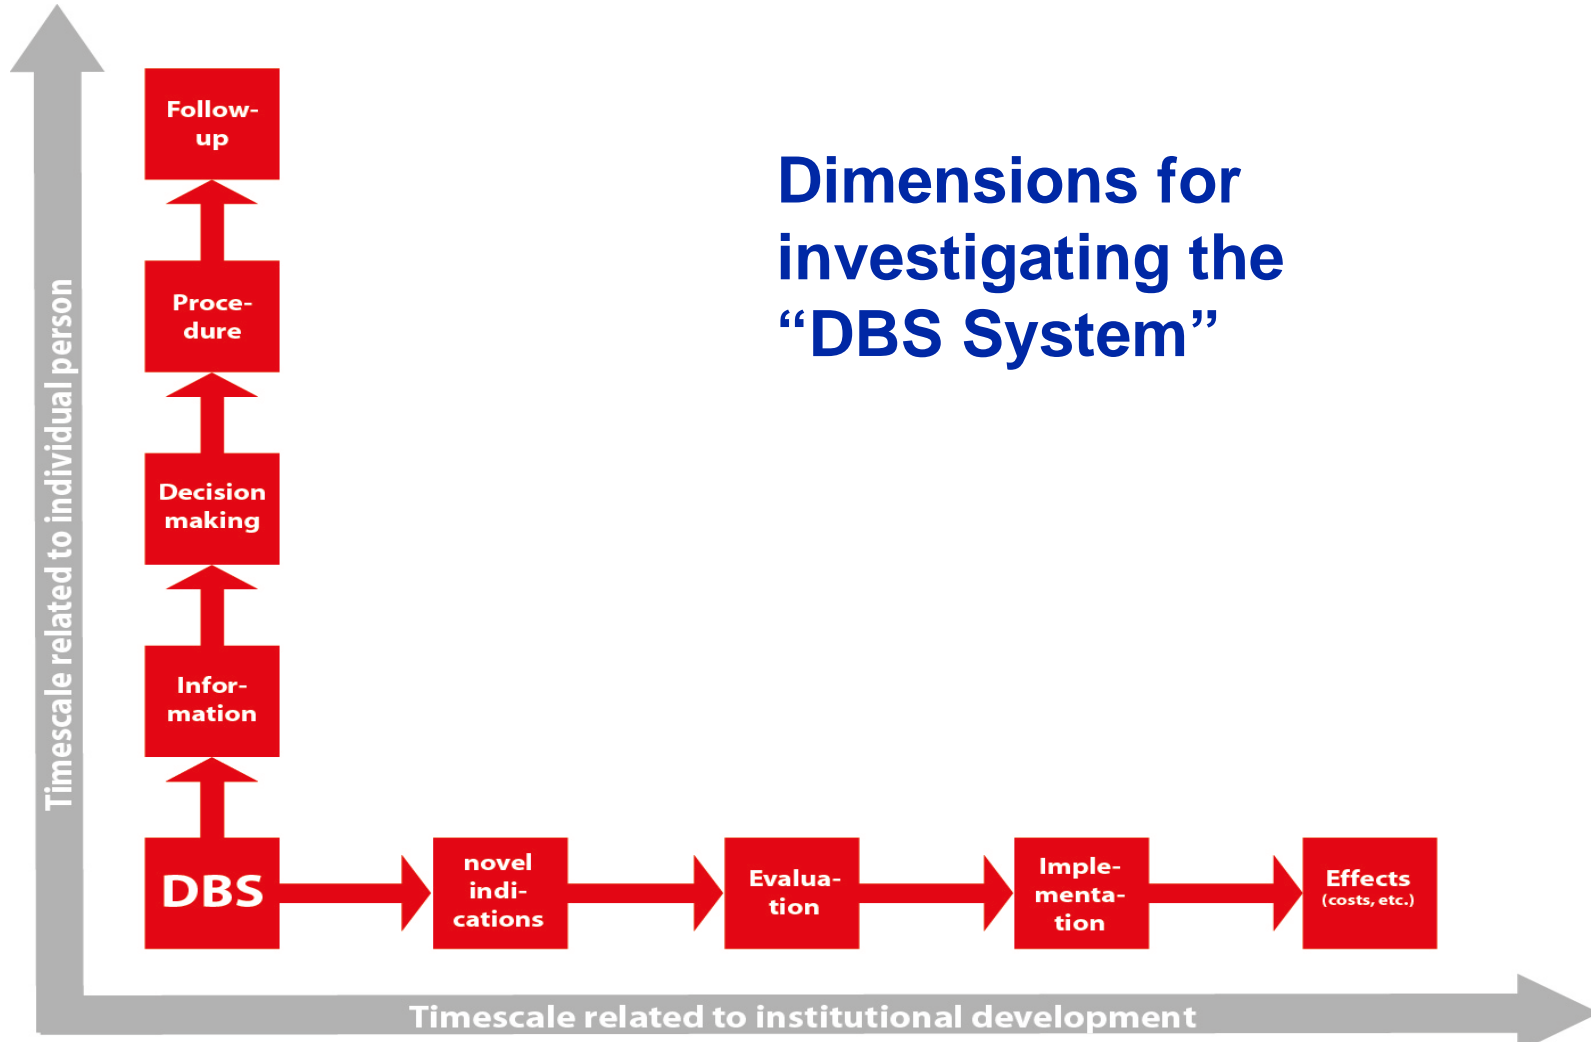 Dimensions for
investigating the
“DBS System”
Timescale related to individual person
Follow-
up
Proce-
dure
Decision
making
Infor-
mation
DBS
novel
indi-
cations
Evalua-
tion
Imple-
menta-
tion
Effects
(costs, etc.)
Timescale related to institutional development